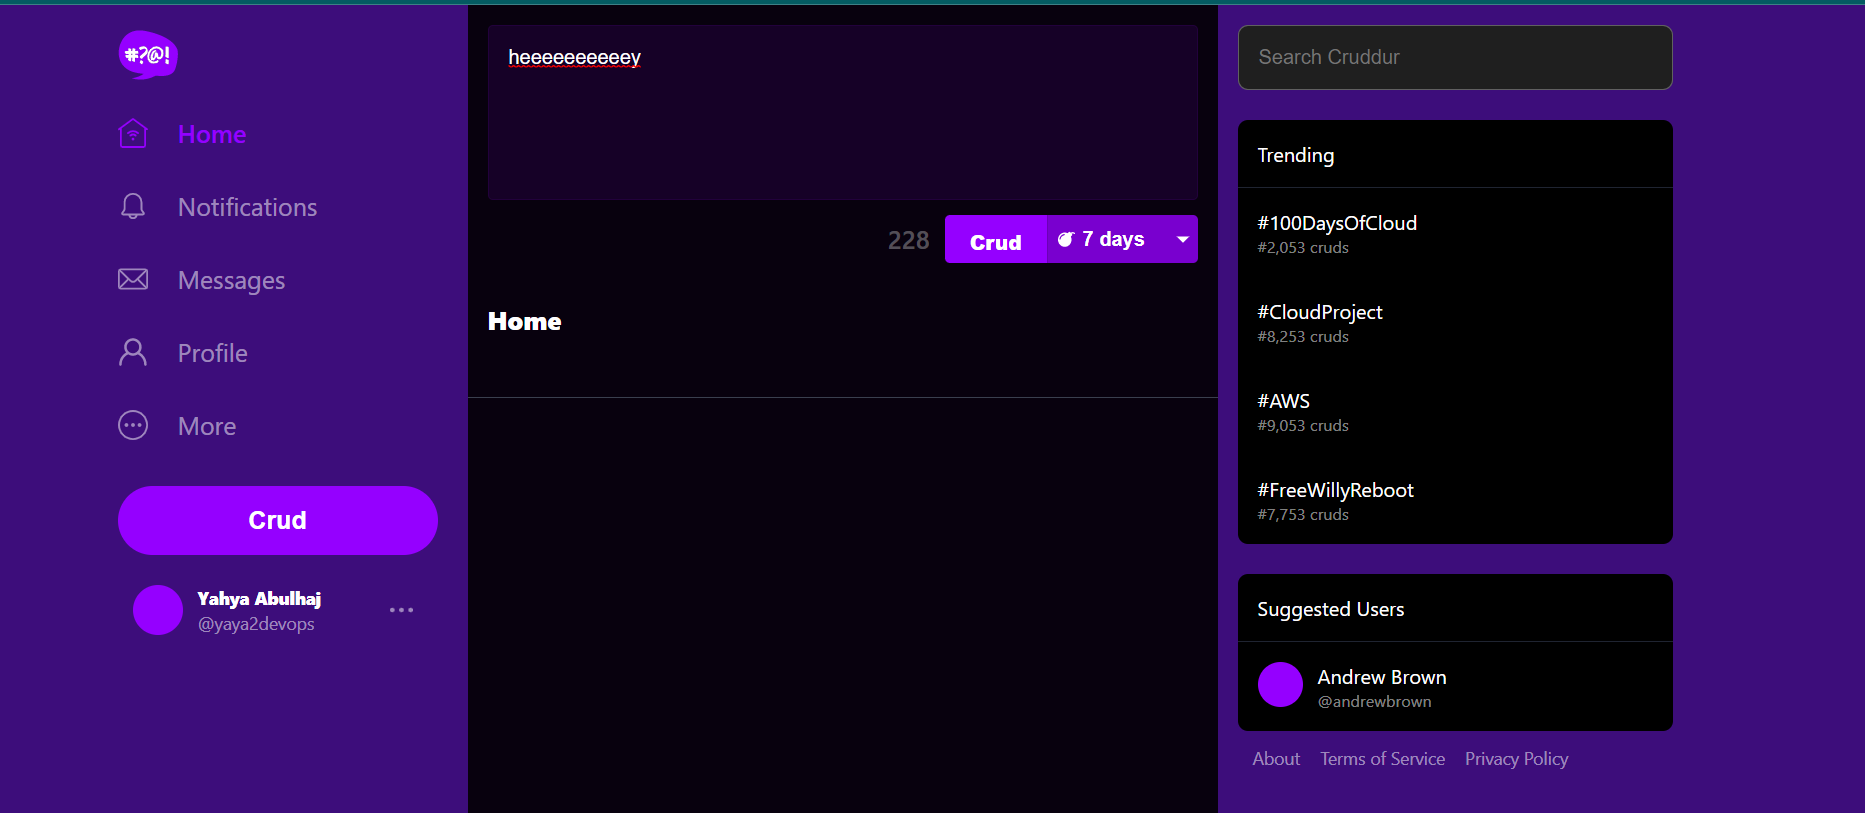 #?@!
Home
Notifications
Messages
Profile
More
Crud
Yahya Abulhaj
@yaya2devops
heeeeeeeeeey
228 Crud 7 days
Home
Search Cruddur
Trending
#100DaysOfCloud
#2,053 cruds
#CloudProject
#8,253 cruds
#AWS
#9,053 cruds
#FreeWillyReboot
#7,753 cruds
Suggested Users
Andrew Brown
@andrewbrown
About Terms of Service Privacy Policy